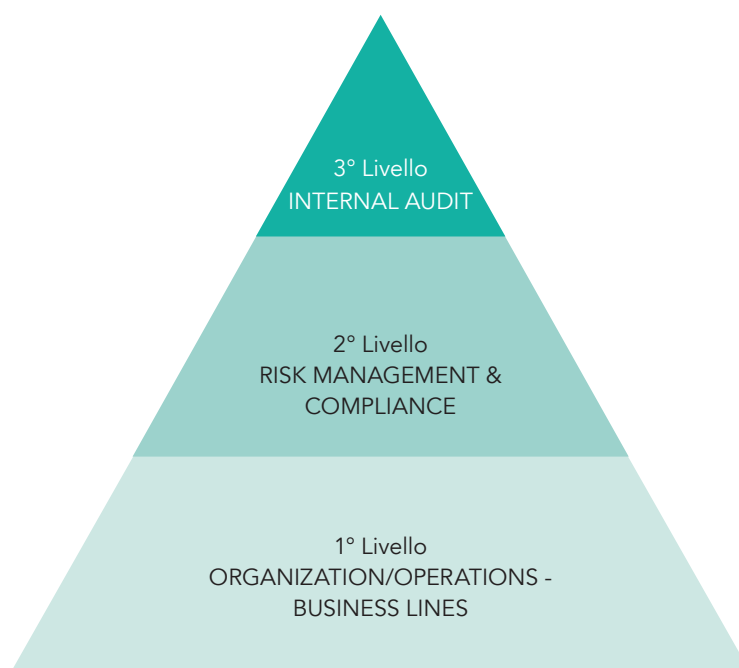 3° Livello
INTERNAL AUDIT
2° Livello
RISK MANAGEMENT &
COMPLIANCE
1° Livello
ORGANIZATION/OPERATIONS -
BUSINESS LINES